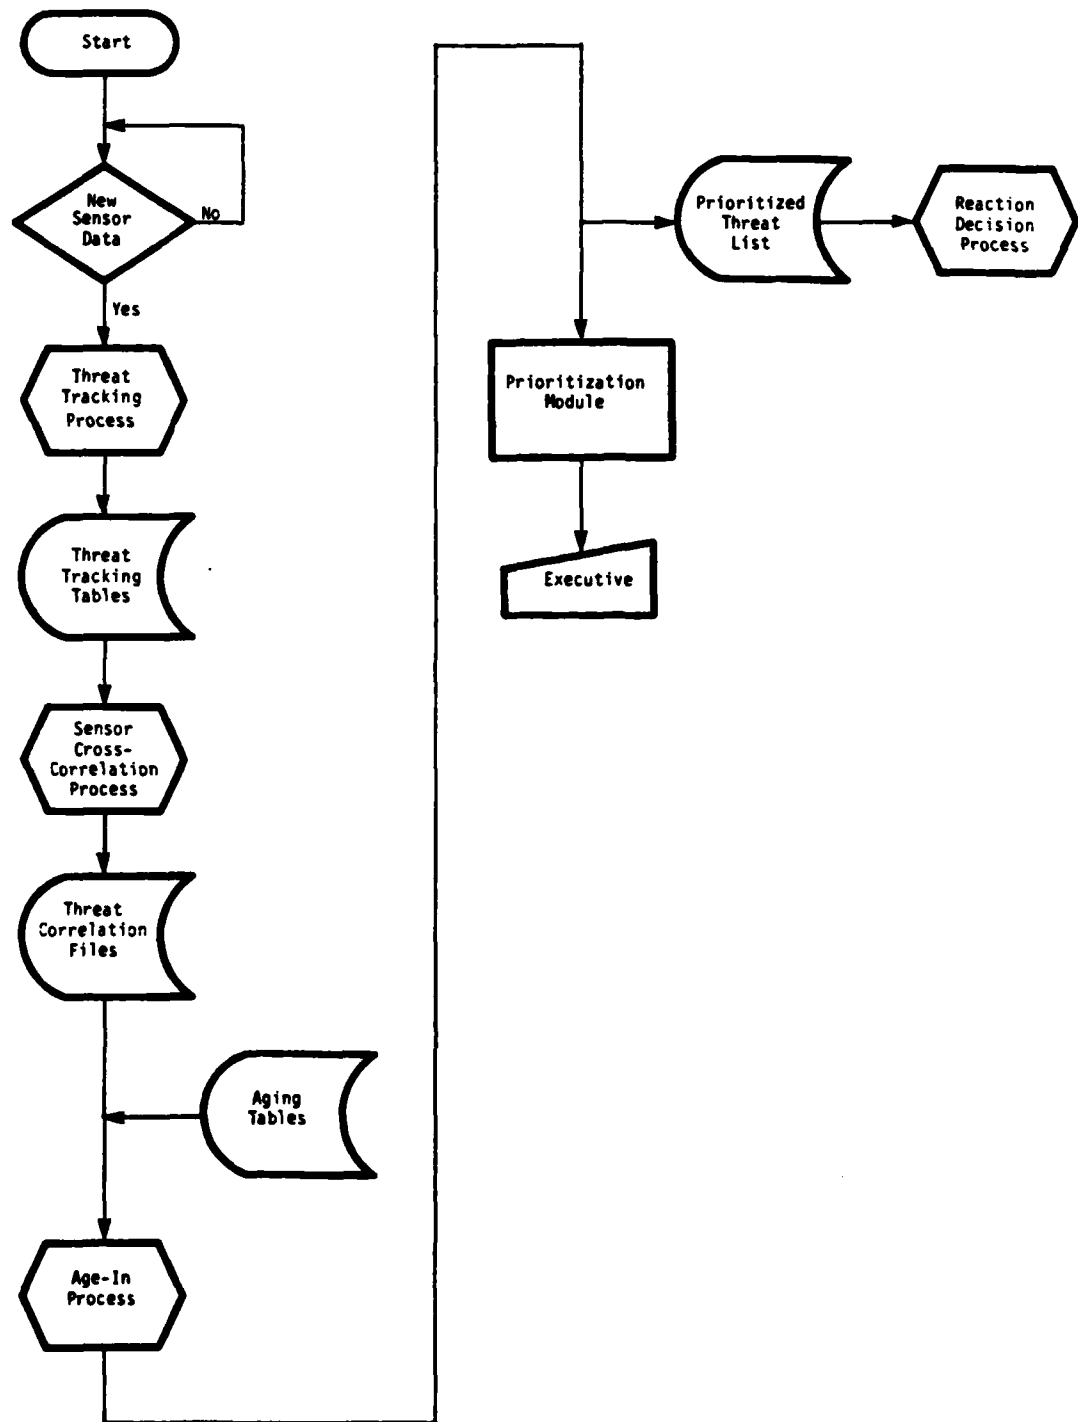 Start
New
Sensor
Data
No
Yes
Threat
Tracking
Process
Threat
Tracking
Tables
Sensor
Cross-
Correlation
Process
Threat
Correlation
Files
Aging
Tables
Age-In
Process
Prioritized
Threat
List
Reaction
Decision
Process
Prioritization
Module
Executive